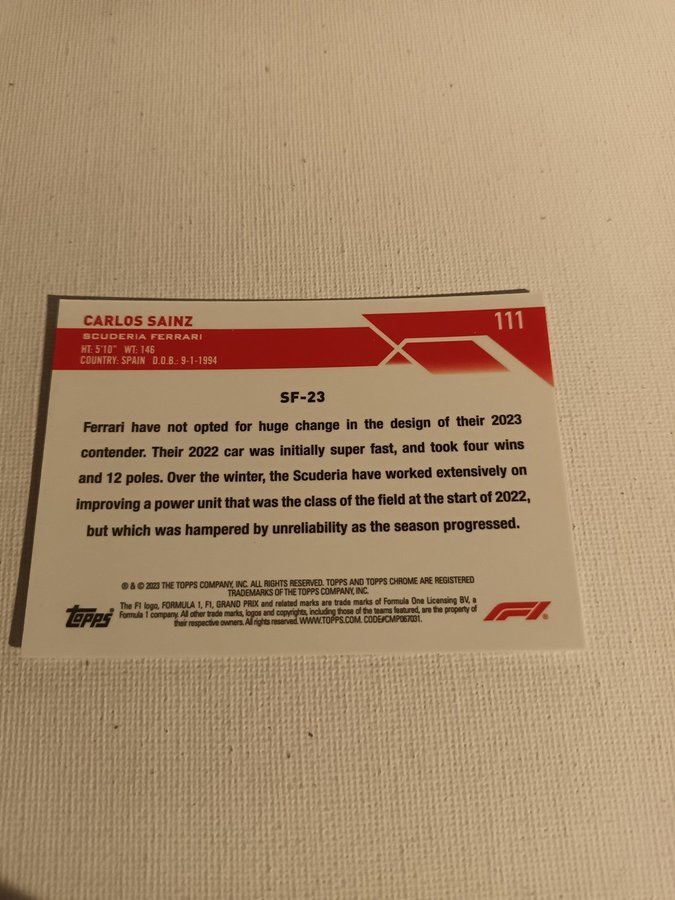 CARLOS SAINZ
111
SCUDERIA FERRARI
HT: 5'10" WT: 146
COUNTRY: SPAIN D.O.B.: 9-1-1994
SF-23
Ferrari have not opted for huge change in the design of their 2023
contender. Their 2022 car was initially super fast, and took four wins
and 12 poles. Over the winter, the Scuderia have worked extensively on
improving a power unit that was the class of the field at the start of 2022,
but which was hampered by unreliability as the season progressed.
® & © 2023 THE TOPPS COMPANY, INC. ALL RIGHTS RESERVED. TOPPS AND TOPPS CHROME ARE REGISTERED
TRADEMARKS OF THE TOPPS COMPANY, INC.
The F1 logo, FORMULA 1, F1, GRAND PRIX and related marks are trade marks of Formula One Licensing BV, a
Formula 1 company. All other trade marks, logos and copyrights, including those of the teams featured, are the property of
their respective owners. All rights reserved. WWW.TOPPS.COM. CODE#CMP067031.
Topps
F1®